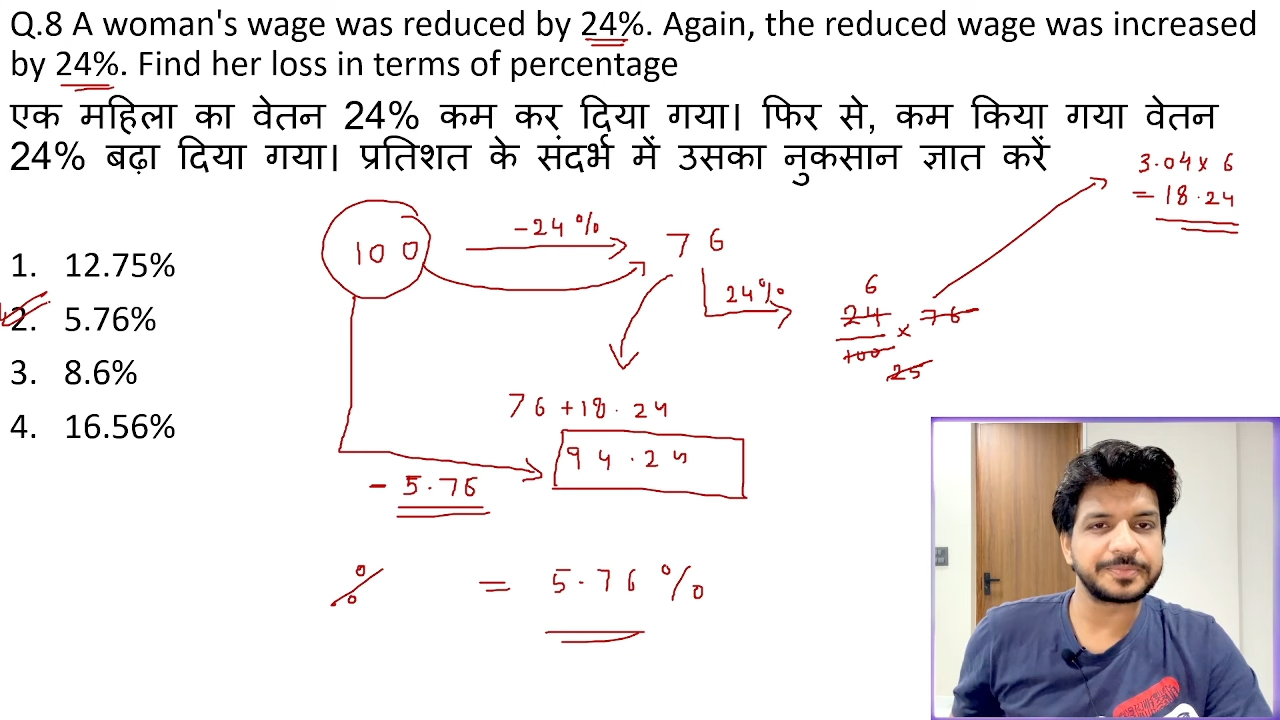 Q.8 A woman's wage was reduced by 24%. Again, the reduced wage was increased
by 24%. Find her loss in terms of percentage
एक महिला का वेतन 24% कम कर दिया गया। फिर से, कम किया गया वेतन
24% बढ़ा दिया गया। प्रतिशत के संदर्भ में उसका नुकसान ज्ञात करें
3.04 x 6
= 18.24
1. 12.75%
2. 5.76%
3. 8.6%
4. 16.56%
100
-24%
76
24%
6
24
100
x
76
25
76 + 18.24
94.24
- 5.76
% = 5.76%